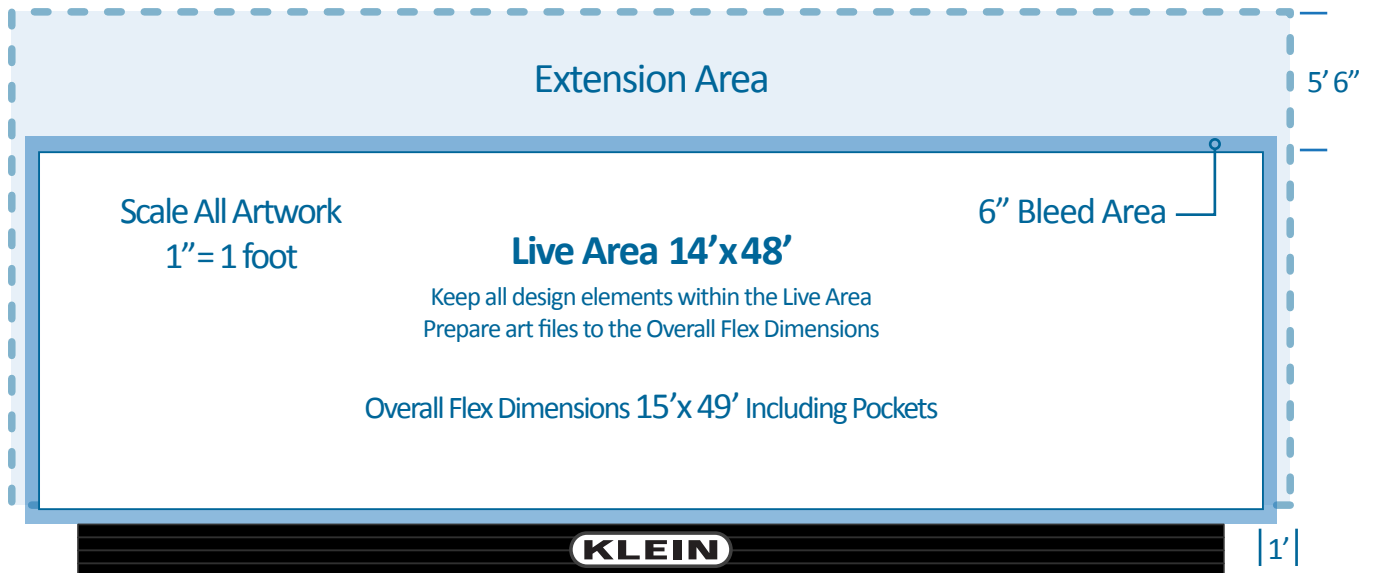 Extension Area
5’ 6”
Scale All Artwork
1”= 1 foot
6” Bleed Area
Live Area 14’x 48’
Keep all design elements within the Live Area
Prepare art files to the Overall Flex Dimensions
Overall Flex Dimensions 15’x 49’ Including Pockets
KLEIN
1’